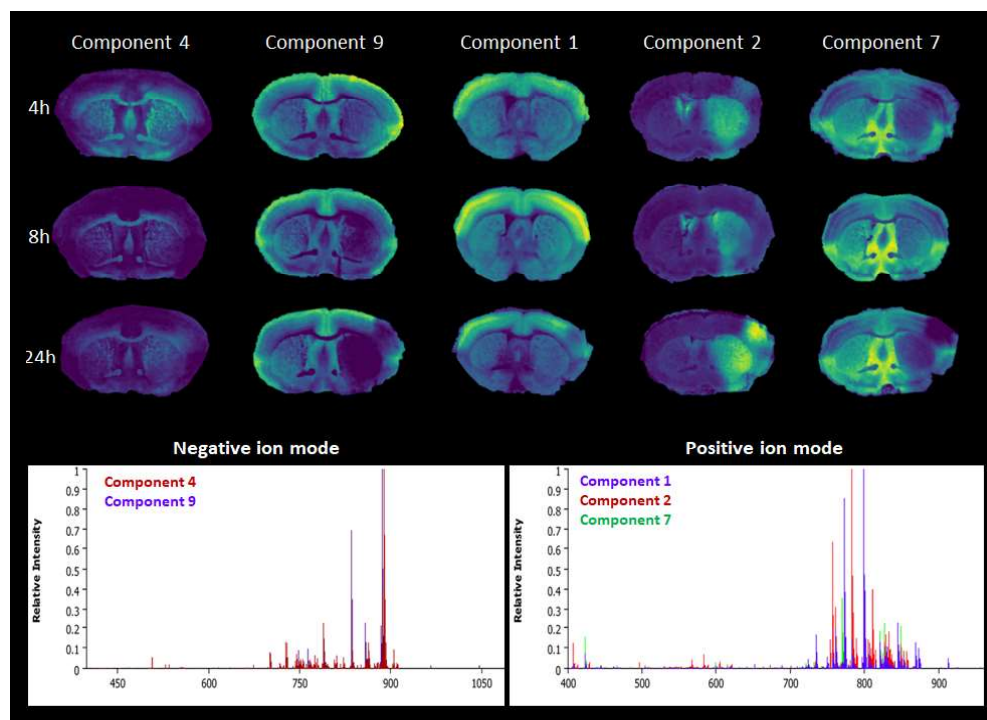 Component 4 Component 9 Component 1 Component 2 Component 7
4h
8h
24h
Negative ion mode Positive ion mode
Component 4
Component 9
Relative Intensity
1
0.9
0.8
0.7
0.6
0.5
0.4
0.3
0.2
0.1
0
450 600 750 900 1050
Component 1
Component 2
Component 7
Relative Intensity
1
0.9
0.8
0.7
0.6
0.5
0.4
0.3
0.2
0.1
0
400 500 600 700 800 900